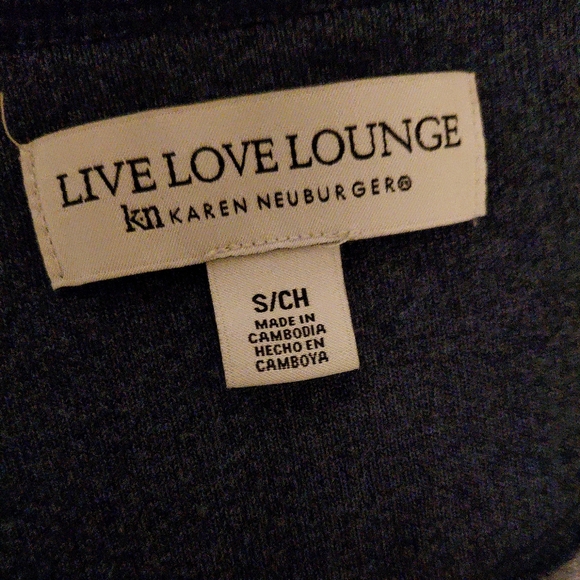 LIVE LOVE LOUNGE
kn KAREN NEUBURGER®
S/CH
MADE IN
CAMBODIA
HECHO EN
CAMBOYA